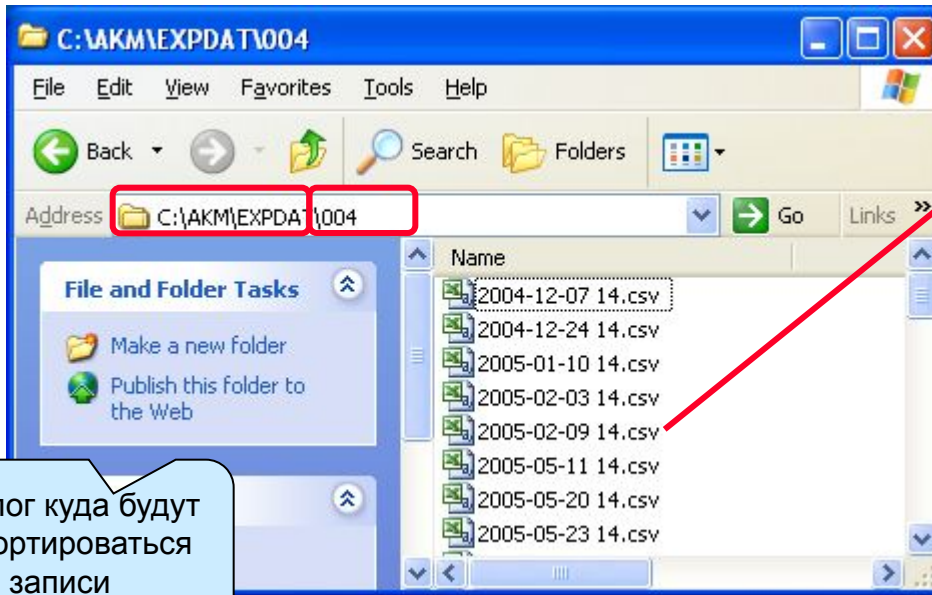 C:\AKM\EXPDAT\004
File Edit View Favorites Tools Help
Back Search Folders
Address C:\AKM\EXPDAT\004 Go Links »
File and Folder Tasks
Make a new folder
Publish this folder to
the Web
Name
2004-12-07 14.csv
2004-12-24 14.csv
2005-01-10 14.csv
2005-02-03 14.csv
2005-02-09 14.csv
2005-05-11 14.csv
2005-05-20 14.csv
2005-05-23 14.csv
куда будут
записи